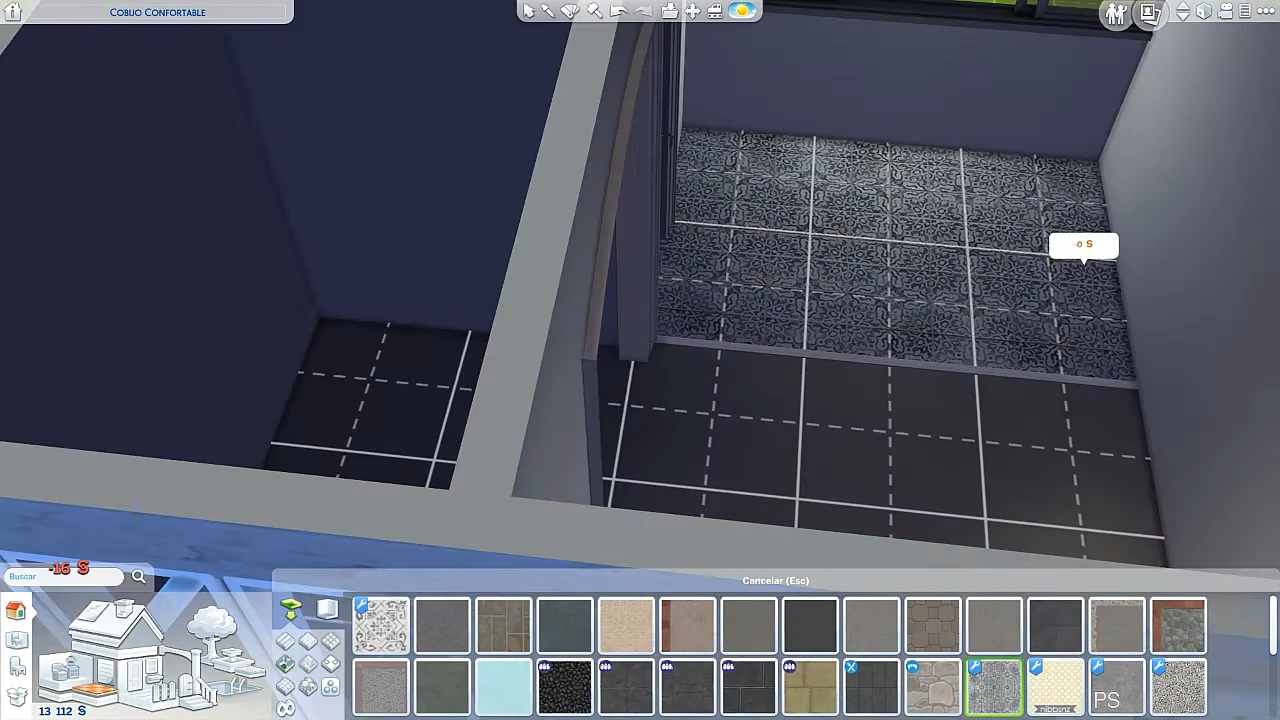 Cobijo Confortable
-0 S
-16 S
Buscar
Cancelar (Esc)
PS
nibbsnz
13 112 S